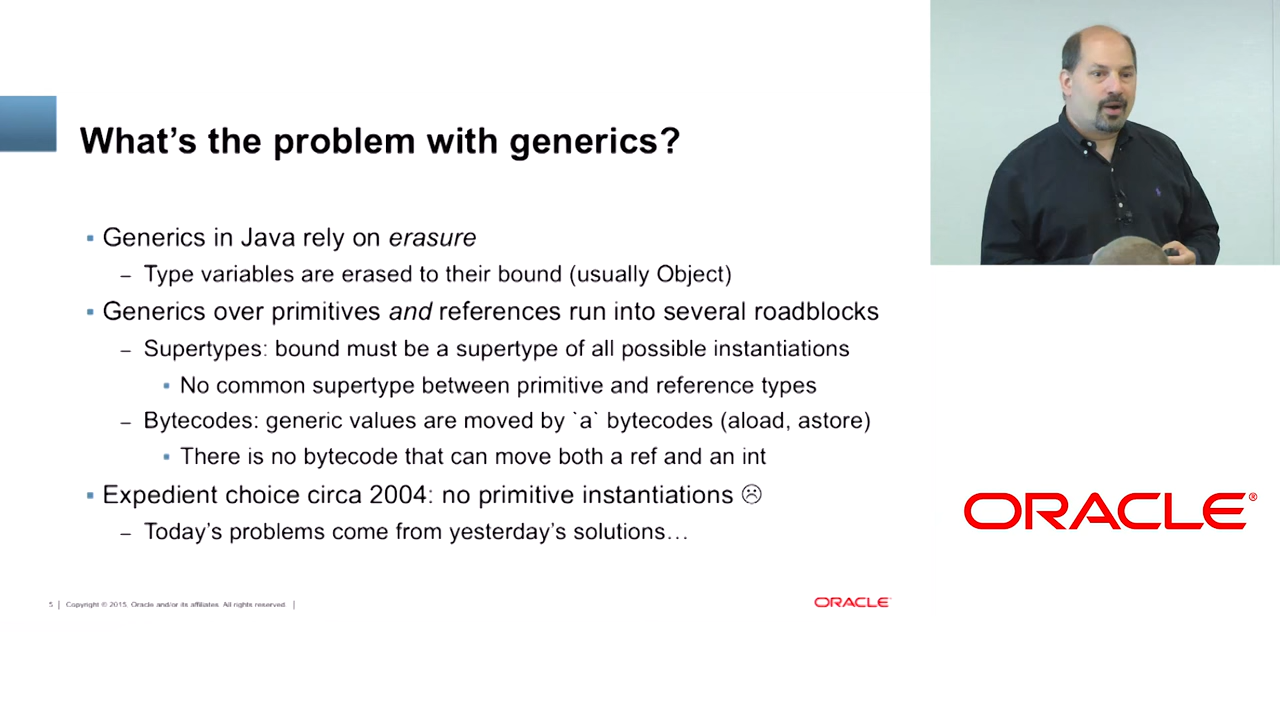 What's the problem with generics?
▪ Generics in Java rely on erasure
– Type variables are erased to their bound (usually Object)
▪ Generics over primitives and references run into several roadblocks
– Supertypes: bound must be a supertype of all possible instantiations
▪ No common supertype between primitive and reference types
– Bytecodes: generic values are moved by `a` bytecodes (aload, astore)
▪ There is no bytecode that can move both a ref and an int
▪ Expedient choice circa 2004: no primitive instantiations ☹
– Today's problems come from yesterday's solutions…
ORACLE®
5 | Copyright © 2015, Oracle and/or its affiliates. All rights reserved. |
ORACLE